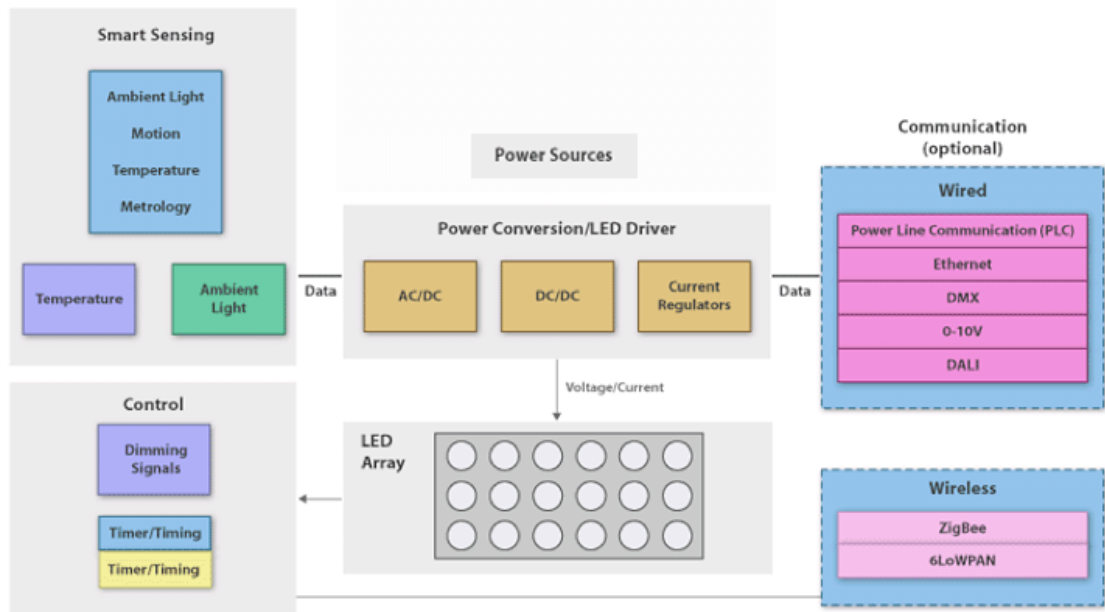 Smart Sensing
Ambient Light
Motion
Temperature
Metrology
Temperature
Ambient
Light
Data
Power Sources
Power Conversion/LED Driver
AC/DC
DC/DC
Current
Regulators
Data
Communication
(optional)
Wired
Power Line Communication (PLC)
Ethernet
DMX
0-10V
DALI
Voltage/Current
Control
Dimming
Signals
Timer/Timing
Timer/Timing
LED
Array
Wireless
ZigBee
6LoWPAN